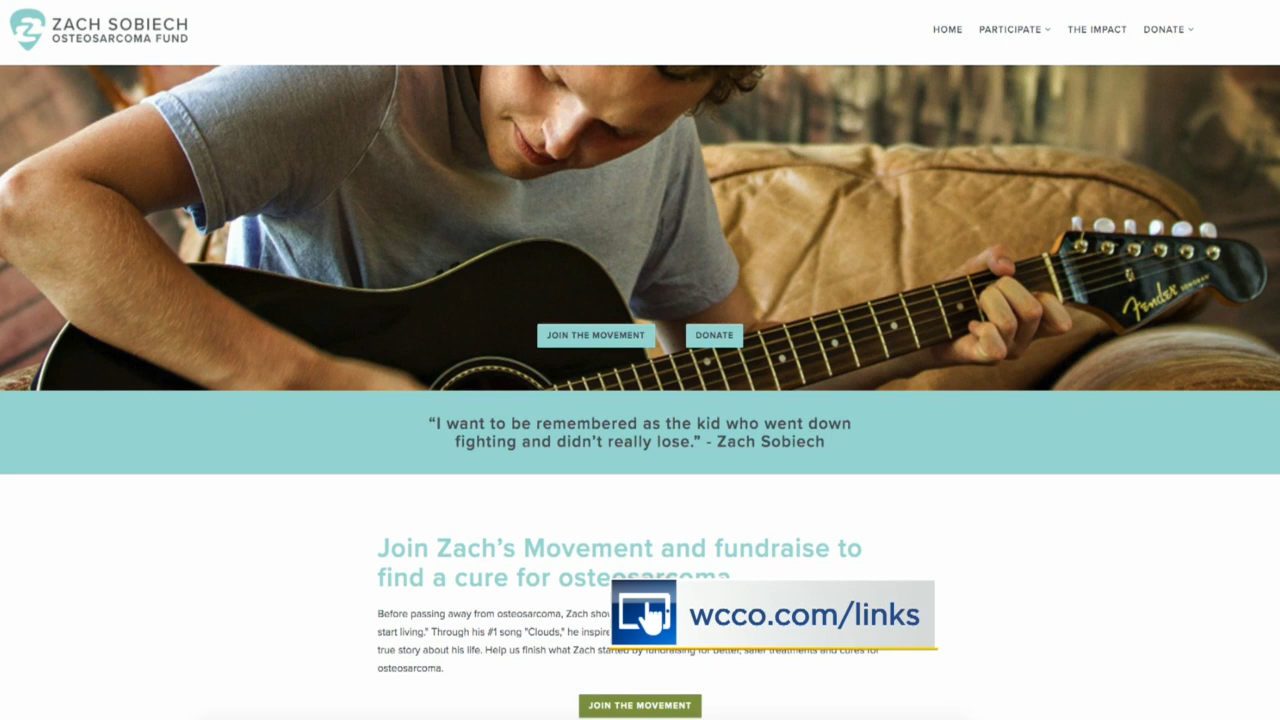 ZACH SOBIECH
OSTEOSARCOMA FUND
HOME PARTICIPATE THE IMPACT DONATE
Fender
JOIN THE MOVEMENT DONATE
“I want to be remembered as the kid who went down
fighting and didn’t really lose.” - Zach Sobiech
Join Zach’s Movement and fundraise to
find a cure for osteosarcoma
Before passing away from osteosarcoma, Zach
start living.” Through his #1 song "Clouds," he
true story about his life. Help us finish what Zach started by fundraising for better, safer treatments and cures for
osteosarcoma.
wcco.com/links
JOIN THE MOVEMENT